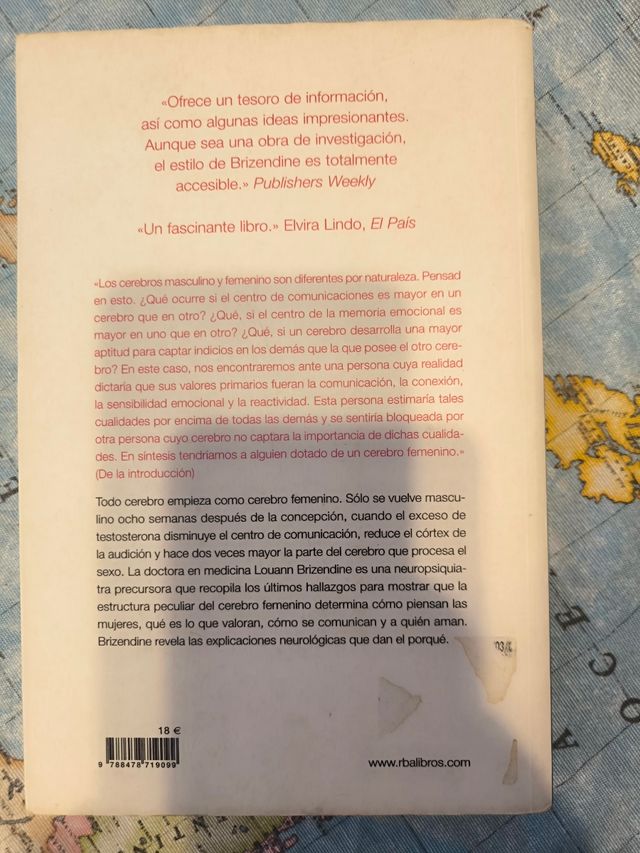 «Ofrece un tesoro de información,
así como algunas ideas impresionantes.
Aunque sea una obra de investigación,
el estilo de Brizendine es totalmente
accesible.» Publishers Weekly
«Un fascinante libro.» Elvira Lindo, El País
«Los cerebros masculino y femenino son diferentes por naturaleza. Pensad
en esto. ¿Qué ocurre si el centro de comunicaciones es mayor en un
cerebro que en otro? ¿Qué, si el centro de la memoria emocional es
mayor en uno que en otro? ¿Qué, si un cerebro desarrolla una mayor
aptitud para captar indicios en los demás que la que posee el otro cere-
bro? En este caso, nos encontraremos ante una persona cuya realidad
dictaría que sus valores primarios fueran la comunicación, la conexión,
la sensibilidad emocional y la reactividad. Esta persona estimaría tales
cualidades por encima de todas las demás y se sentiría bloqueada por
otra persona cuyo cerebro no captara la importancia de dichas cualida-
des. En síntesis tendríamos a alguien dotado de un cerebro femenino.»
(De la introducción)
Todo cerebro empieza como cerebro femenino. Sólo se vuelve mascu-
lino ocho semanas después de la concepción, cuando el exceso de
testosterona disminuye el centro de comunicación, reduce el córtex de
la audición y hace dos veces mayor la parte del cerebro que procesa el
sexo. La doctora en medicina Louann Brizendine es una neuropsiquia-
tra precursora que recopila los últimos hallazgos para mostrar que la
estructura peculiar del cerebro femenino determina cómo piensan las
mujeres, qué es lo que valoran, cómo se comunican y a quién aman.
Brizendine revela las explicaciones neurológicas que dan el porqué.
18 €
9 788478 719099
www.rbalibros.com
O C E